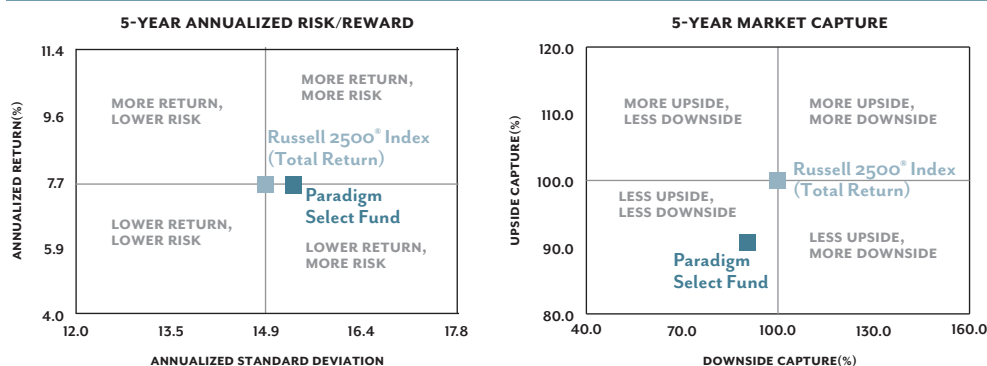 5-YEAR ANNUALIZED RISK/REWARD
11.4
9.6
7.7
5.9
4.0
ANNUALIZED RETURN(%)
MORE RETURN,
LOWER RISK
MORE RETURN,
MORE RISK
Russell 2500® Index
(Total Return)
Paradigm
Select Fund
LOWER RETURN,
LOWER RISK
LOWER RETURN,
MORE RISK
12.0 13.5 14.9 16.4 17.8
ANNUALIZED STANDARD DEVIATION
5-YEAR MARKET CAPTURE
120.0
110.0
100.0
90.0
80.0
UPSIDE CAPTURE(%)
MORE UPSIDE,
LESS DOWNSIDE
MORE UPSIDE,
MORE DOWNSIDE
Russell 2500® Index
(Total Return)
LESS UPSIDE,
LESS DOWNSIDE
Paradigm
Select Fund
LESS UPSIDE,
MORE DOWNSIDE
40.0 70.0 100.0 130.0 160.0
DOWNSIDE CAPTURE(%)